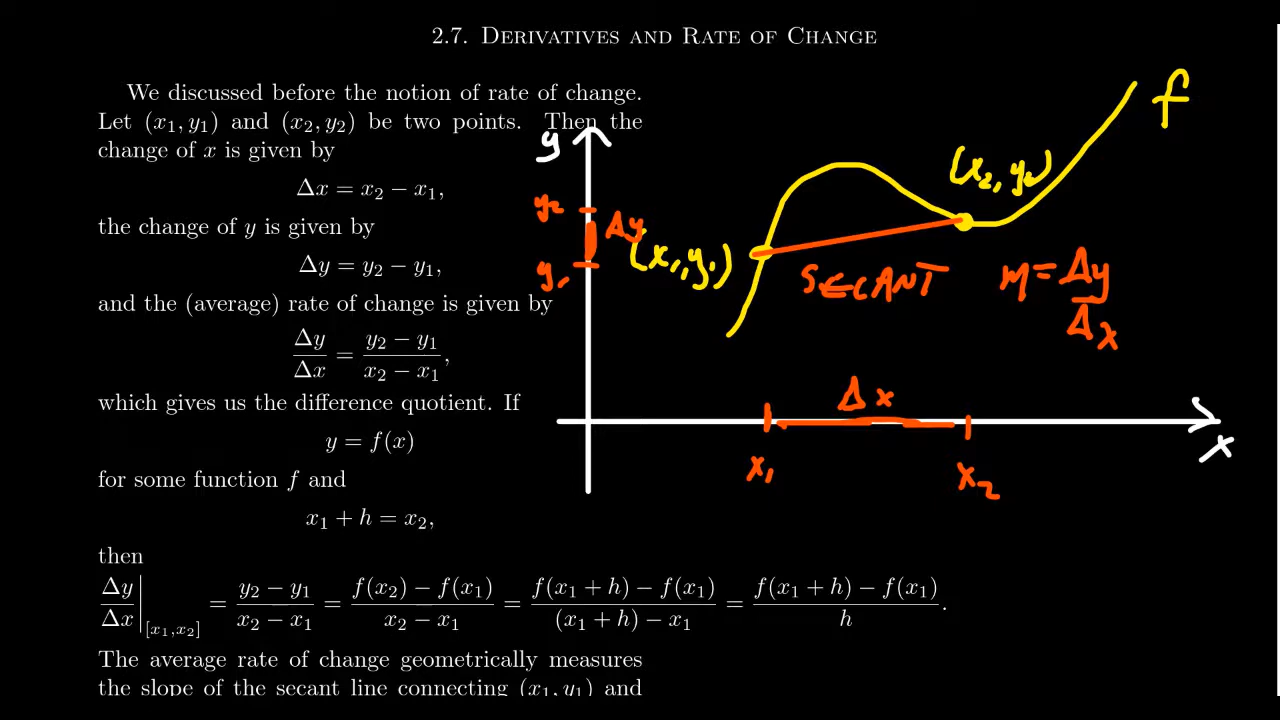 2.7. DERIVATIVES AND RATE OF CHANGE
We discussed before the notion of rate of change.
Let (x₁, y₁) and (x₂, y₂) be two points. Then the
change of x is given by
Δx = x₂ − x₁,
the change of y is given by
Δy = y₂ − y₁,
and the (average) rate of change is given by
Δy/Δx = (y₂ − y₁)/(x₂ − x₁),
which gives us the difference quotient. If
y = f(x)
for some function f and
x₁ + h = x₂,
then
Δy/Δx|[x₁,x₂] = (y₂ − y₁)/(x₂ − x₁) = (f(x₂) − f(x₁))/(x₂ − x₁) = (f(x₁ + h) − f(x₁))/((x₁ + h) − x₁) = (f(x₁ + h) − f(x₁))/h.
The average rate of change geometrically measures
the slope of the secant line connecting (x₁, y₁) and
f
y
(x₂, y₂)
y₂
Δy
(x₁, y₁)
y₁
SECANT
M = Δy/Δx
Δx
x
x₁
x₂